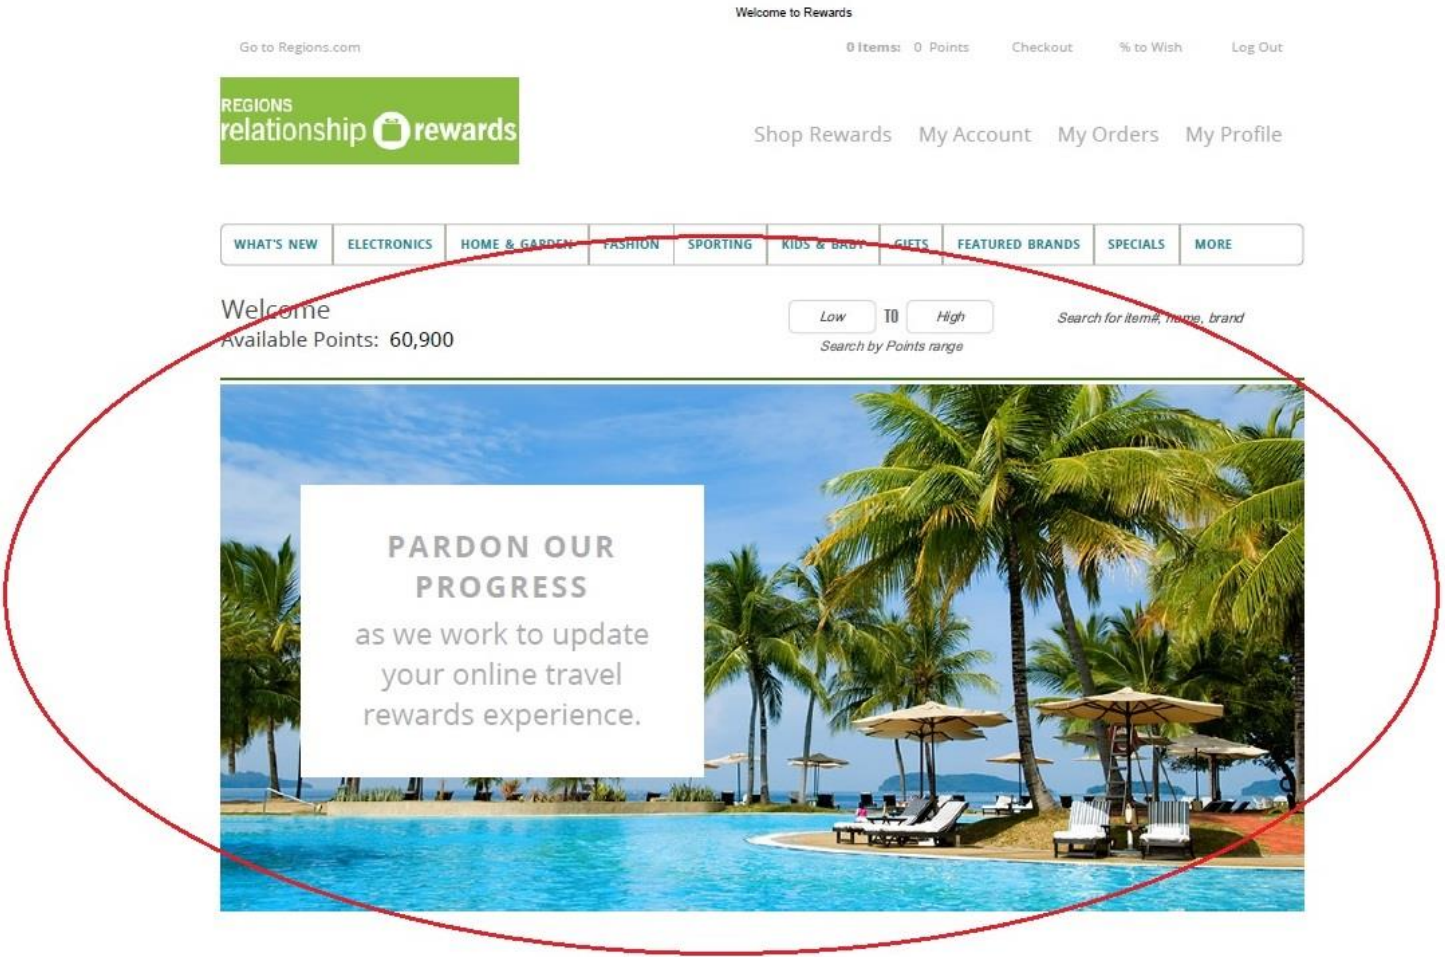 Welcome to Rewards
Go to Regions.com 0 Items: 0 Points Checkout % to Wish Log Out
REGIONS
relationship rewards
Shop Rewards My Account My Orders My Profile
WHAT'S NEW ELECTRONICS HOME & GARDEN FASHION SPORTING KIDS & BABY GIFTS FEATURED BRANDS SPECIALS MORE
Welcome
Available Points: 60,900
Low TO High Search for item#, name, brand
Search by Points range
PARDON OUR
PROGRESS
as we work to update
your online travel
rewards experience.